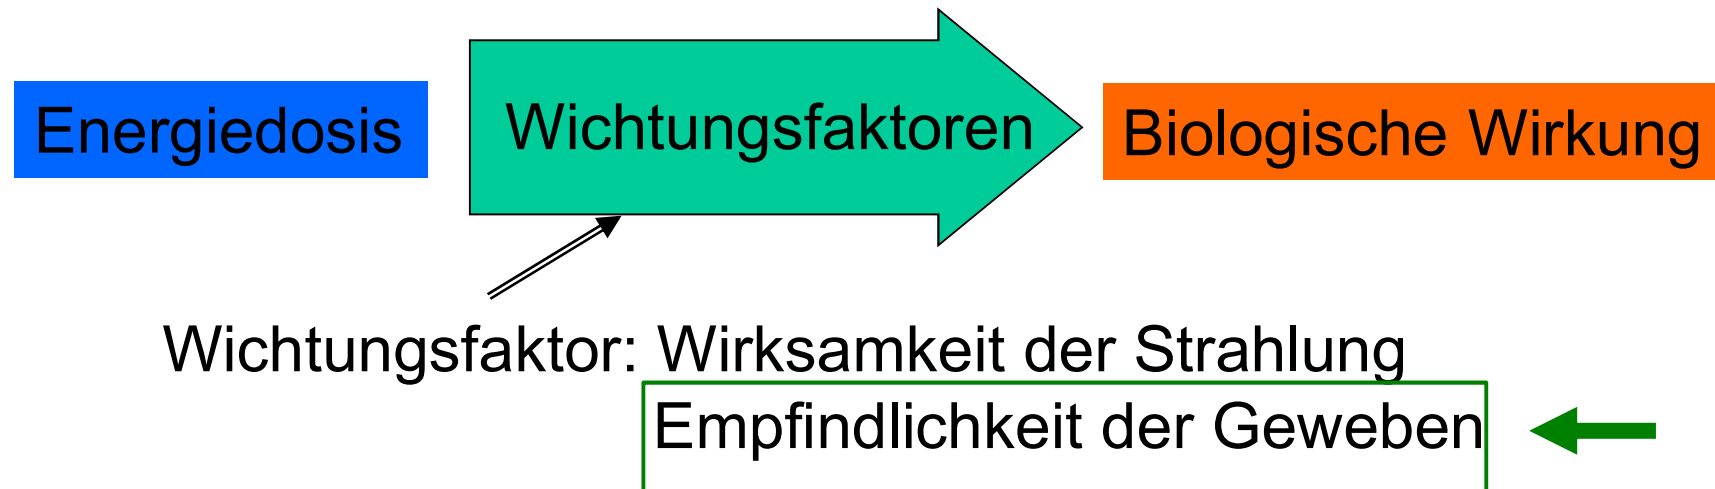 Energiedosis
Wichtungsfaktoren
Biologische Wirkung
Wichtungsfaktor: Wirksamkeit der Strahlung
Empfindlichkeit der Geweben